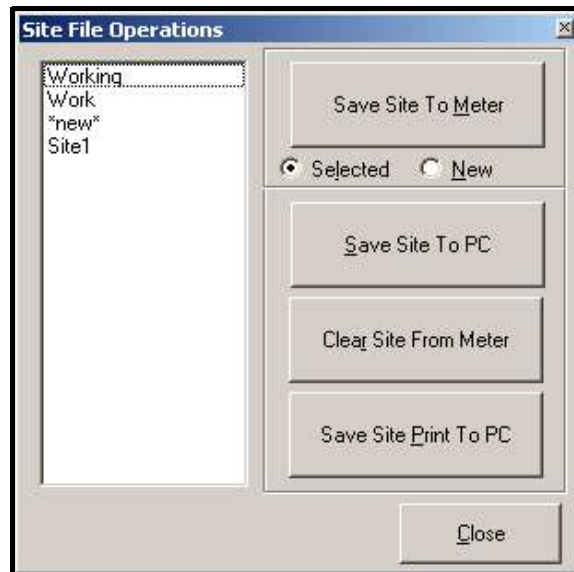 Site File Operations
Working
Work
*new*
Site1
Save Site To Meter
Selected
New
Save Site To PC
Clear Site From Meter
Save Site Print To PC
Close